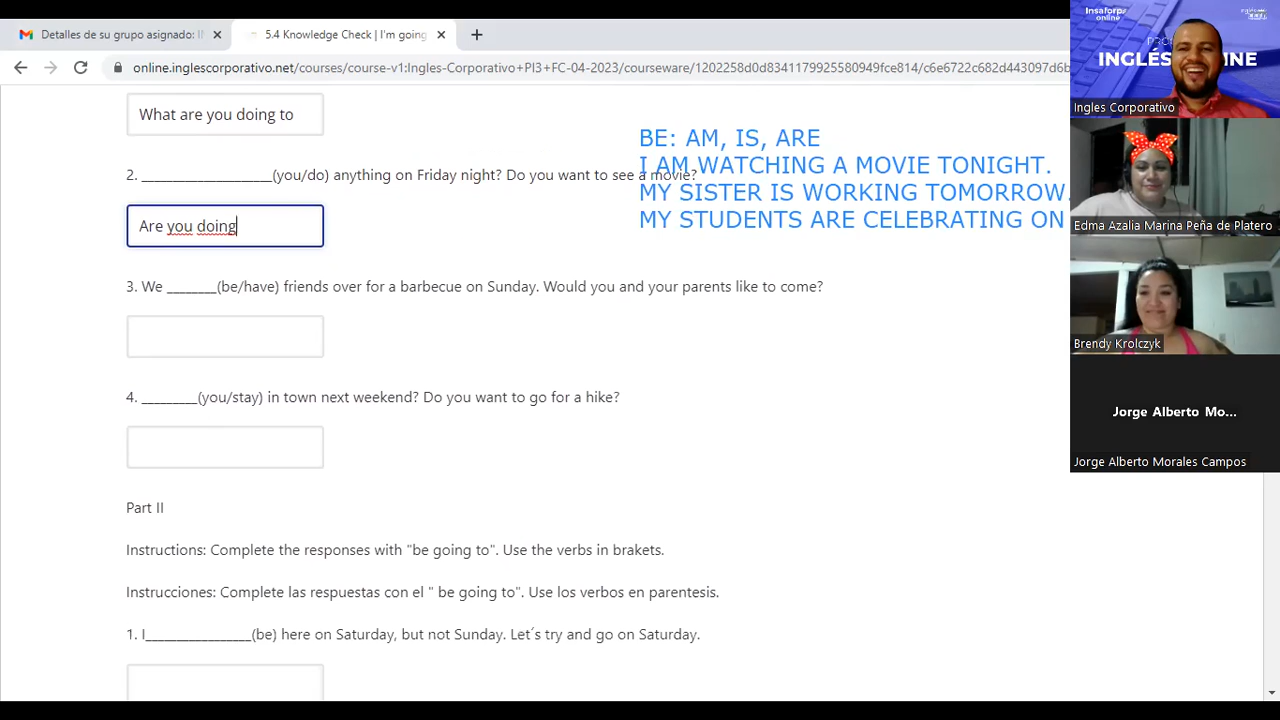 Detalles de su grupo asignado: I
5.4 Knowledge Check | I'm going
online.inglescorporativo.net/courses/course-v1:Ingles-Corporativo+PI3+FC-04-2023/courseware/1202258d0d8341179925580949fce814/c6e6722c682d443097d6b
What are you doing to
BE: AM, IS, ARE
I AM WATCHING A MOVIE TONIGHT.
2. ____________________(you/do) anything on Friday night? Do you want to see a movie?
MY SISTER IS WORKING TOMORROW.
MY STUDENTS ARE CELEBRATING ON
Are you doing
3. We ________(be/have) friends over for a barbecue on Sunday. Would you and your parents like to come?
4. _________(you/stay) in town next weekend? Do you want to go for a hike?
Part II
Instructions: Complete the responses with "be going to". Use the verbs in brakets.
Instrucciones: Complete las respuestas con el " be going to". Use los verbos en parentesis.
1. I_________________(be) here on Saturday, but not Sunday. Let´s try and go on Saturday.
Insaforp
online
INGLÉS
NE
Ingles Corporativo
Edma Azalia Marina Peña de Platero
Brendy Krolczyk
Jorge Alberto Mo...
Jorge Alberto Morales Campos